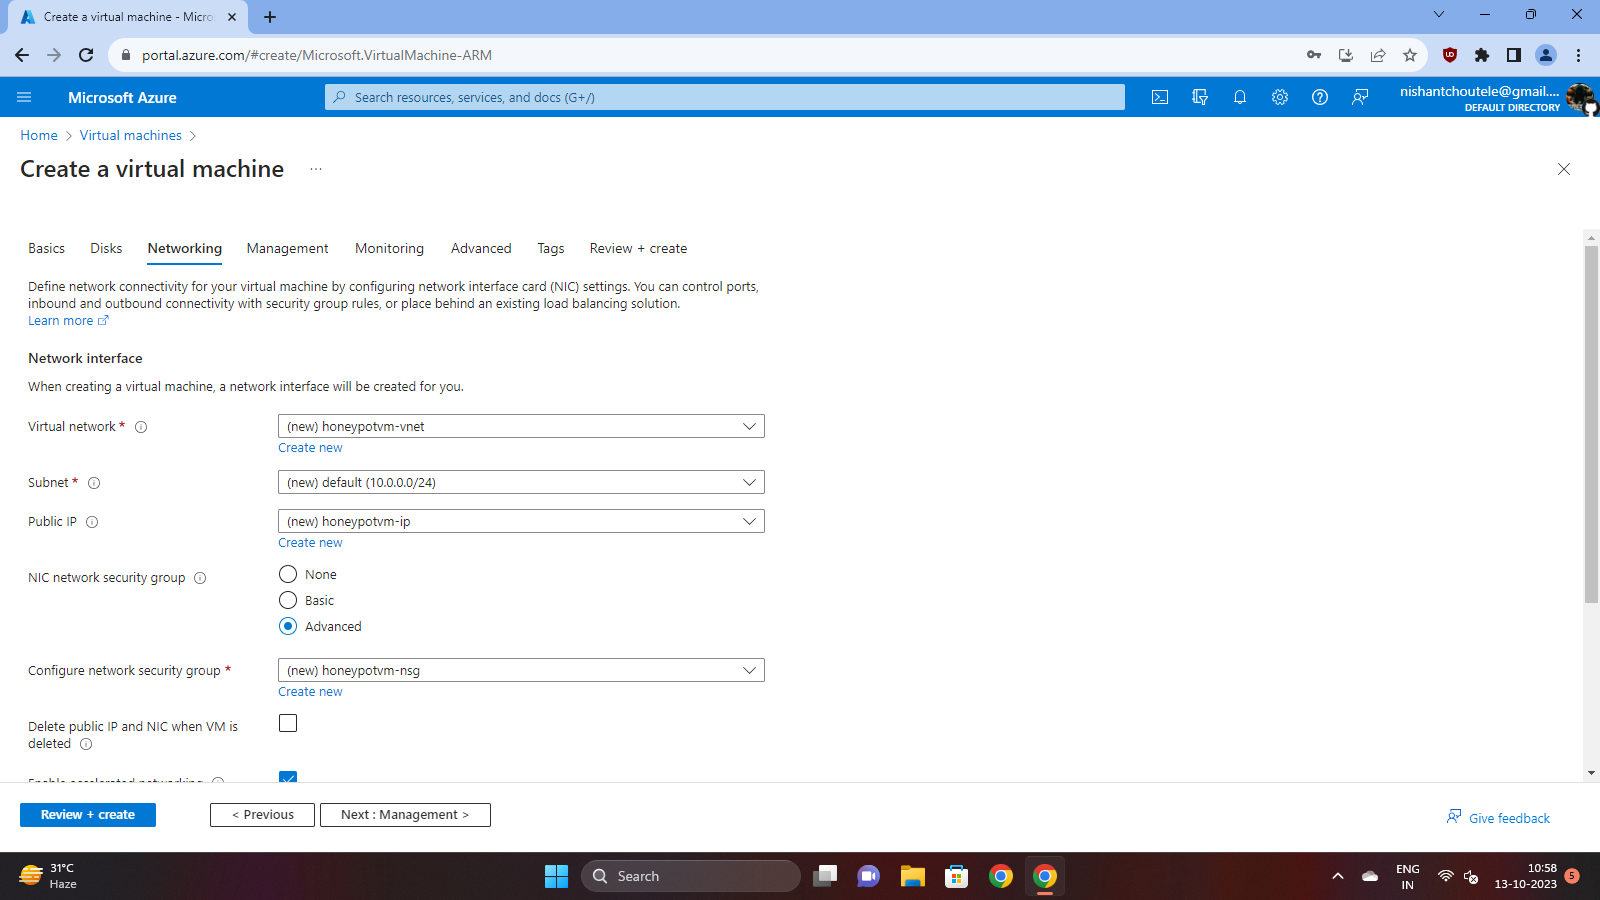 Create a virtual machine - Micro
portal.azure.com/#create/Microsoft.VirtualMachine-ARM
Microsoft Azure
Search resources, services, and docs (G+/)
nishantchoutele@gmail....
DEFAULT DIRECTORY
Home > Virtual machines >
Create a virtual machine ...
Basics Disks Networking Management Monitoring Advanced Tags Review + create
Define network connectivity for your virtual machine by configuring network interface card (NIC) settings. You can control ports,
inbound and outbound connectivity with security group rules, or place behind an existing load balancing solution.
Learn more
Network interface
When creating a virtual machine, a network interface will be created for you.
Virtual network *
(new) honeypotvm-vnet
Create new
Subnet *
(new) default (10.0.0.0/24)
Public IP
(new) honeypotvm-ip
Create new
NIC network security group
None
Basic
Advanced
Configure network security group *
(new) honeypotvm-nsg
Create new
Delete public IP and NIC when VM is
deleted
Enable accelerated networking
Review + create
< Previous
Next : Management >
Give feedback
31°C
Haze
Search
ENG
IN
10:58
13-10-2023
5